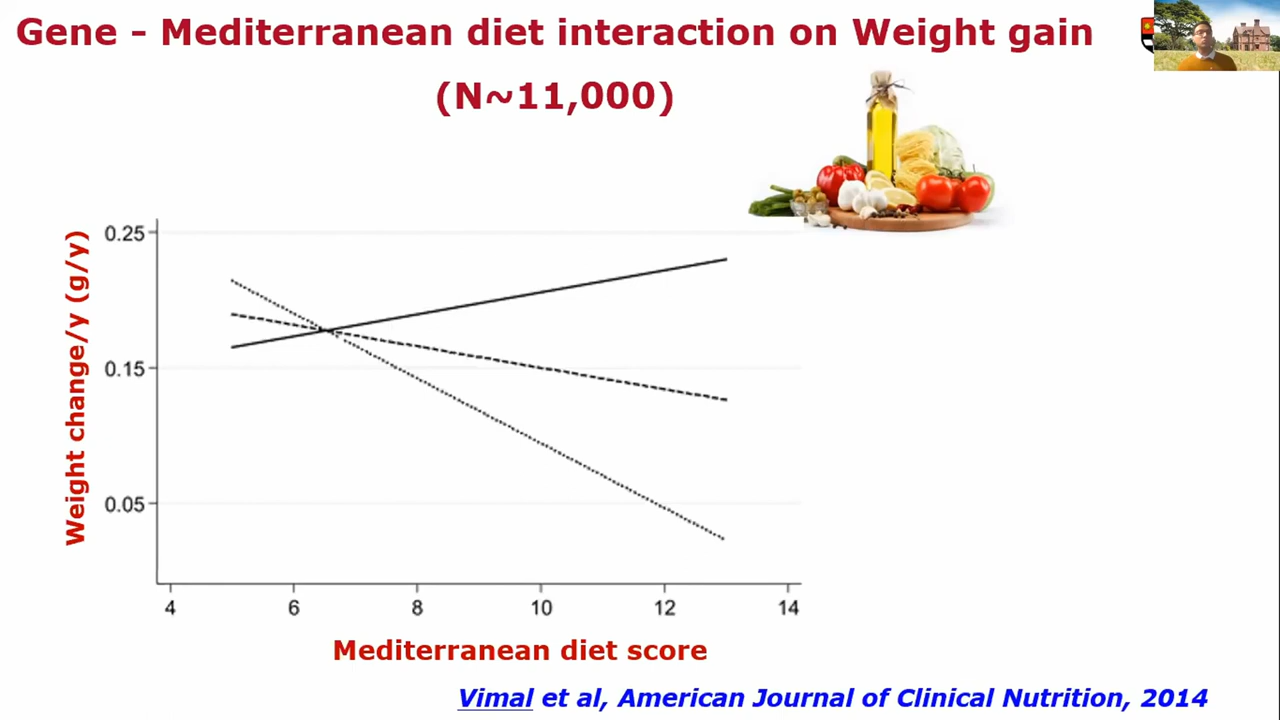 Gene - Mediterranean diet interaction on Weight gain
(N~11,000)
Weight change/y (g/y)
0.25
0.15
0.05
4 6 8 10 12 14
Mediterranean diet score
Vimal et al, American Journal of Clinical Nutrition, 2014